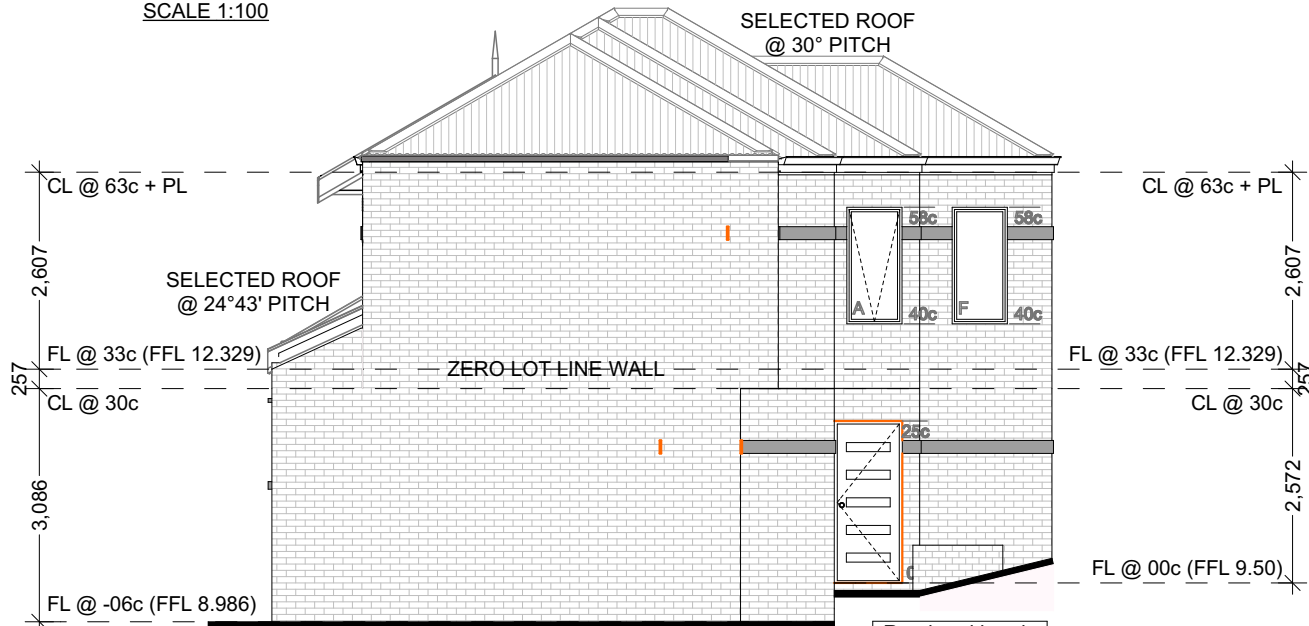 SCALE 1:100
SELECTED ROOF
@ 30° PITCH
CL @ 63c + PL
CL @ 63c + PL
58c
58c
2,607
2,607
SELECTED ROOF
@ 24°43' PITCH
A
40c
F
40c
FL @ 33c (FFL 12.329)
ZERO LOT LINE WALL
FL @ 33c (FFL 12.329)
257
257
CL @ 30c
CL @ 30c
25c
3,086
2,572
FL @ 00c (FFL 9.50)
FL @ -06c (FFL 8.986)